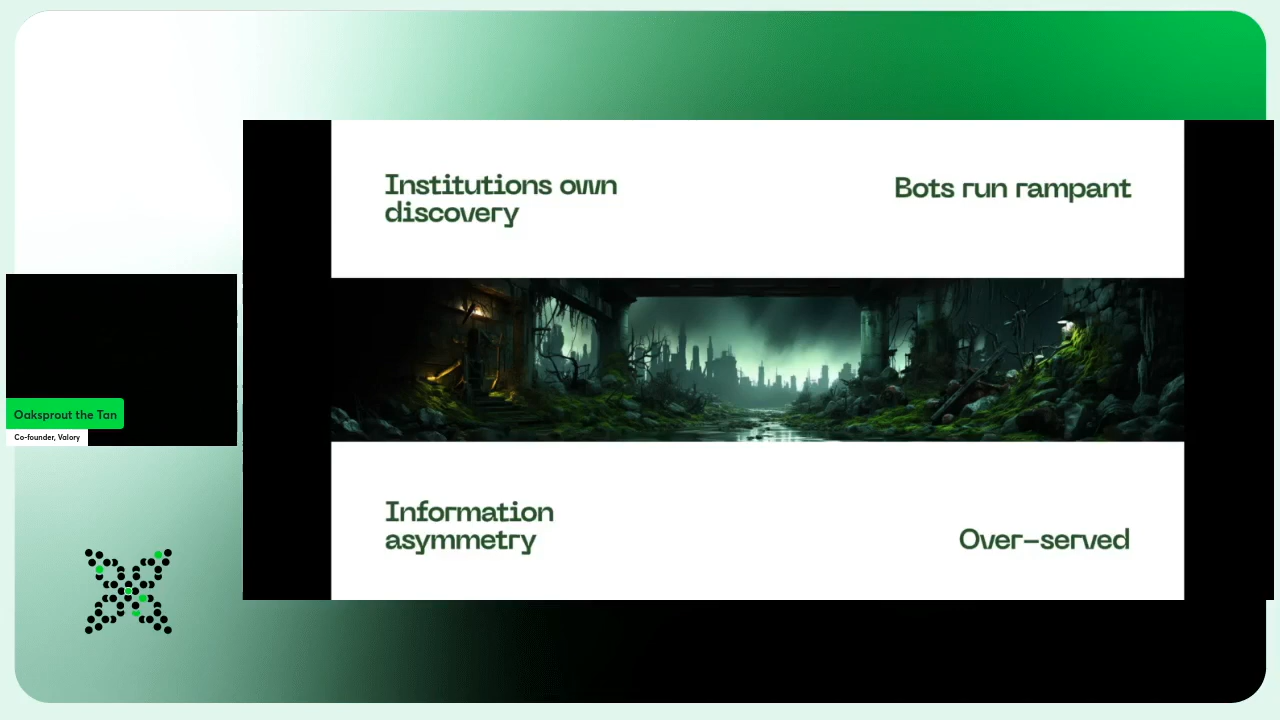 Institutions own
discovery
Bots run rampant
Oaksprout the Tan
Co-founder, Valory
Information
asymmetry
Over-served